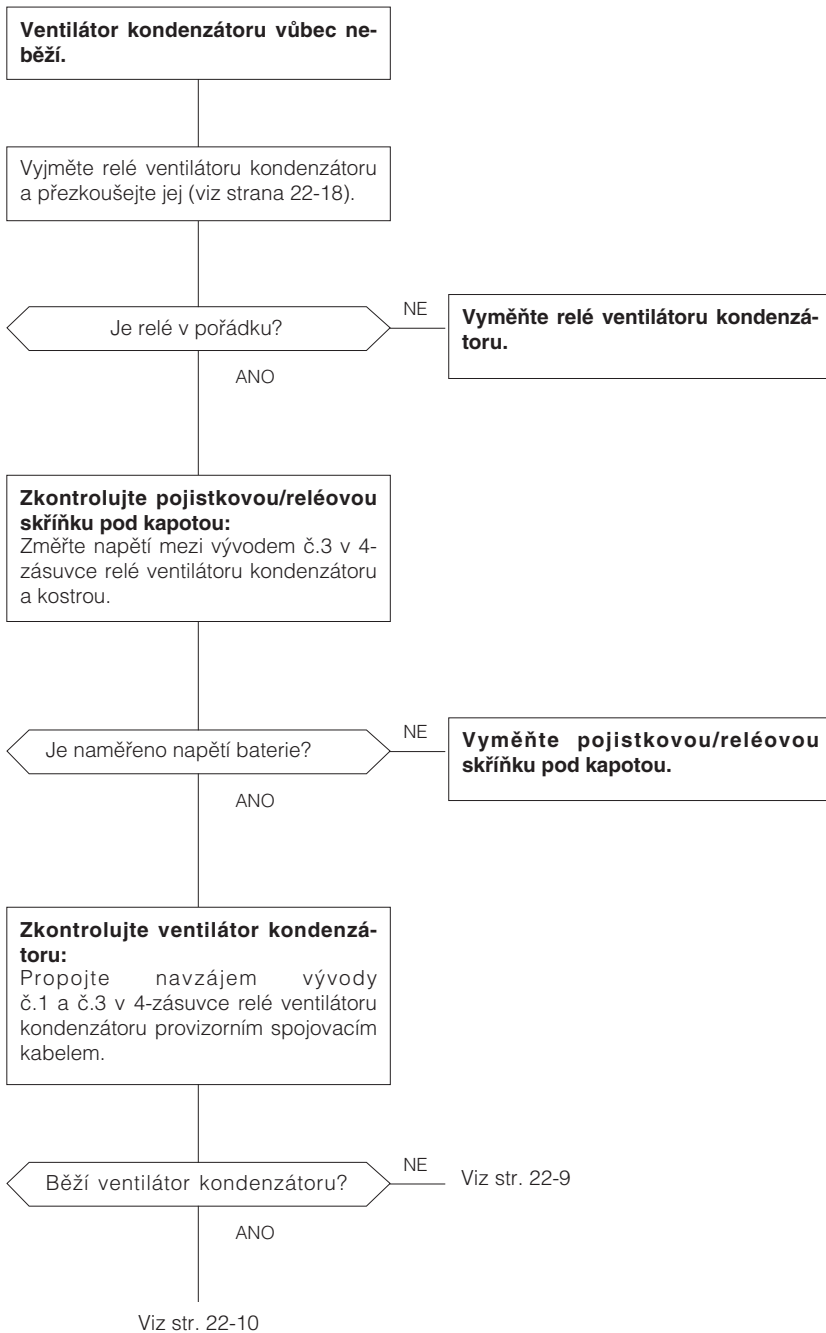 Ventilátor kondenzátoru vůbec ne-
běží.
Vyjměte relé ventilátoru kondenzátoru
a přezkoušejte jej (viz strana 22-18).
Je relé v pořádku?
NE
Vyměňte relé ventilátoru kondenzá-
toru.
ANO
Zkontrolujte pojistkovou/reléovou
skříňku pod kapotou:
Změřte napětí mezi vývodem č.3 v 4-
zásuvce relé ventilátoru kondenzátoru
a kostrou.
Je naměřeno napětí baterie?
NE
Vyměňte pojistkovou/reléovou
skříňku pod kapotou.
ANO
Zkontrolujte ventilátor kondenzá-
toru:
Propojte navzájem vývody
č.1 a č.3 v 4-zásuvce relé ventilátoru
kondenzátoru provizorním spojovacím
kabelem.
Běží ventilátor kondenzátoru?
NE
Viz str. 22-9
ANO
Viz str. 22-10